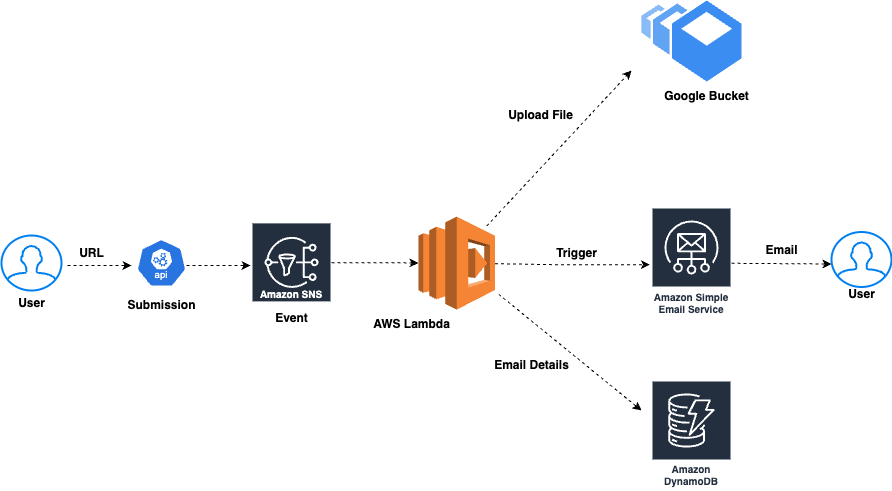 Google Bucket
Upload File
URL
Trigger
Email
User
api
Submission
Amazon SNS
Event
AWS Lambda
Amazon Simple
Email Service
User
Email Details
Amazon
DynamoDB